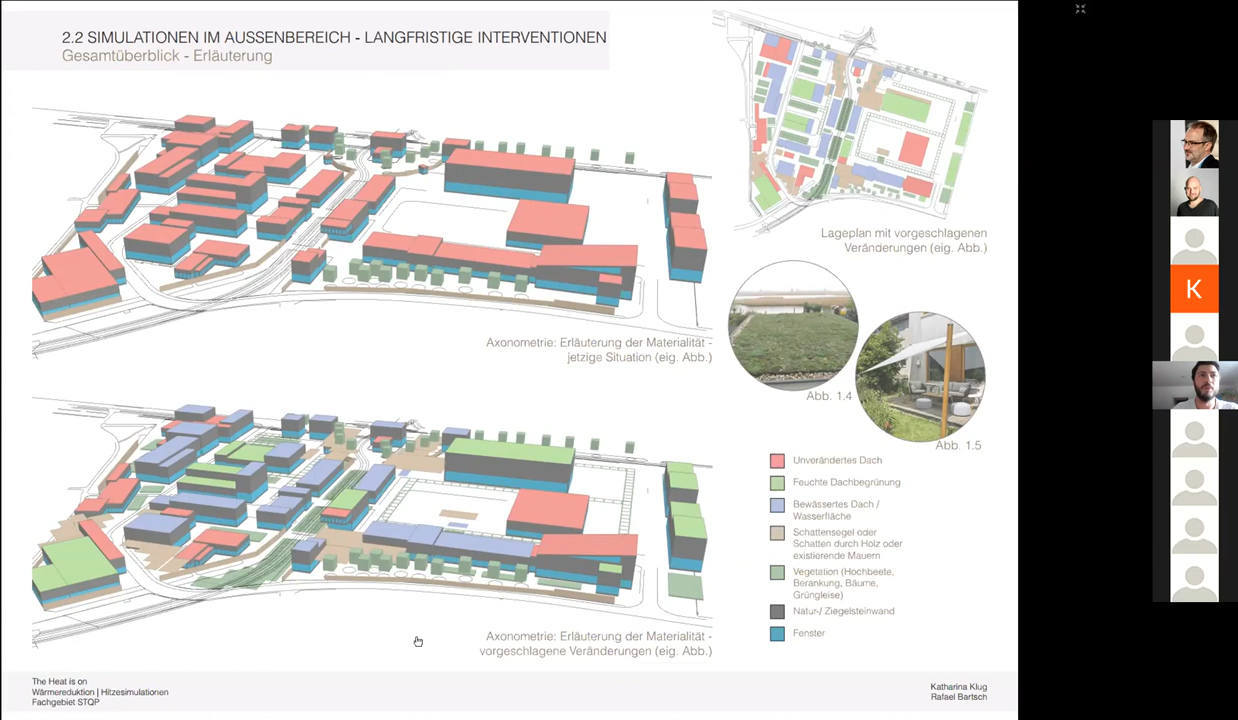 2.2 SIMULATIONEN IM AUSSENBEREICH - LANGFRISTIGE INTERVENTIONEN
Gesamtüberblick - Erläuterung
Lageplan mit vorgeschlagenen
Veränderungen (eig. Abb.)
Axonometrie: Erläuterung der Materialität -
jetzige Situation (eig. Abb.)
Abb. 1.4
Abb. 1.5
Unverändertes Dach
Feuchte Dachbegrünung
Bewässertes Dach /
Wasserfläche
Schattensegel oder
Schatten durch Holz oder
existierende Mauern
Vegetation (Hochbeete,
Berankung, Bäume,
Grüngleise)
Natur-/ Ziegelsteinwand
Fenster
Axonometrie: Erläuterung der Materialität -
vorgeschlagene Veränderungen (eig. Abb.)
The Heat is on
Wärmereduktion | Hitzesimulationen
Fachgebiet STQP
Katharina Klug
Rafael Bartsch
K